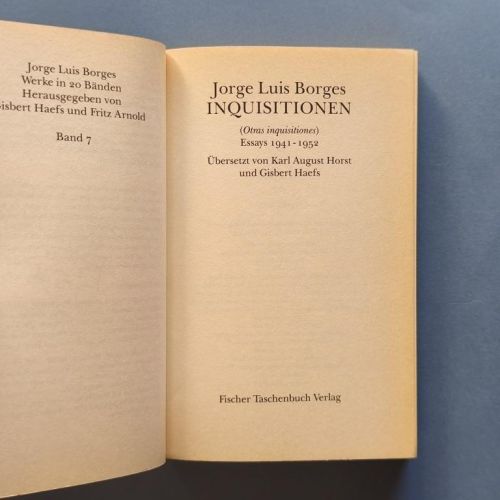 Jorge Luis Borges
Werke in 20 Bänden
Herausgegeben von
Gisbert Haefs und Fritz Arnold
Band 7
Jorge Luis Borges
INQUISITIONEN
(Otras inquisitiones)
Essays 1941-1952
Übersetzt von Karl August Horst
und Gisbert Haefs
Fischer Taschenbuch Verlag